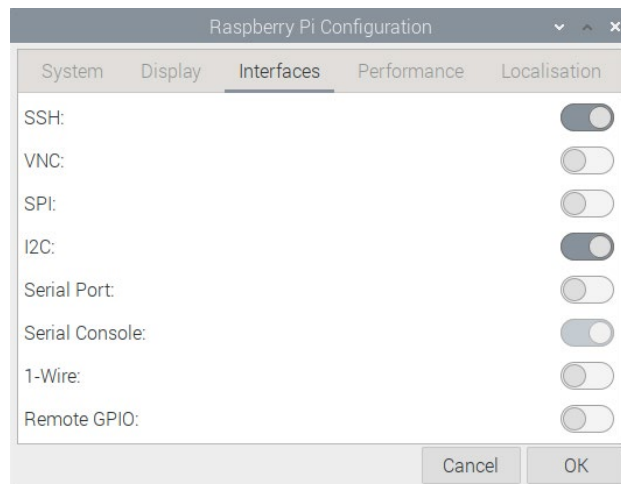 Raspberry Pi Configuration
System Display Interfaces Performance Localisation
SSH:
VNC:
SPI:
I2C:
Serial Port:
Serial Console:
1-Wire:
Remote GPIO:
Cancel OK